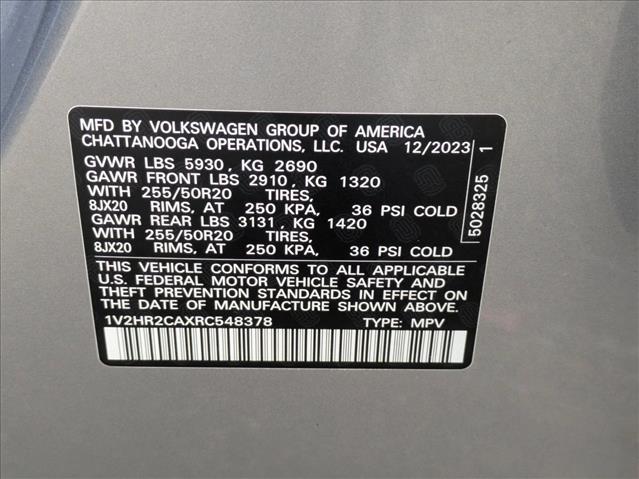 MFD BY VOLKSWAGEN GROUP OF AMERICA
CHATTANOOGA OPERATIONS, LLC. USA 12/2023
GVWR LBS 5930, KG 2690
GAWR FRONT LBS 2910, KG 1320
WITH 255/50R20 TIRES,
8JX20 RIMS, AT 250 KPA, 36 PSI COLD
GAWR REAR LBS 3131, KG 1420
WITH 255/50R20 TIRES,
8JX20 RIMS, AT 250 KPA, 36 PSI COLD
THIS VEHICLE CONFORMS TO ALL APPLICABLE
U.S. FEDERAL MOTOR VEHICLE SAFETY AND
THEFT PREVENTION STANDARDS IN EFFECT ON
THE DATE OF MANUFACTURE SHOWN ABOVE.
1V2HR2CAXRC548378 TYPE: MPV
5028325 1